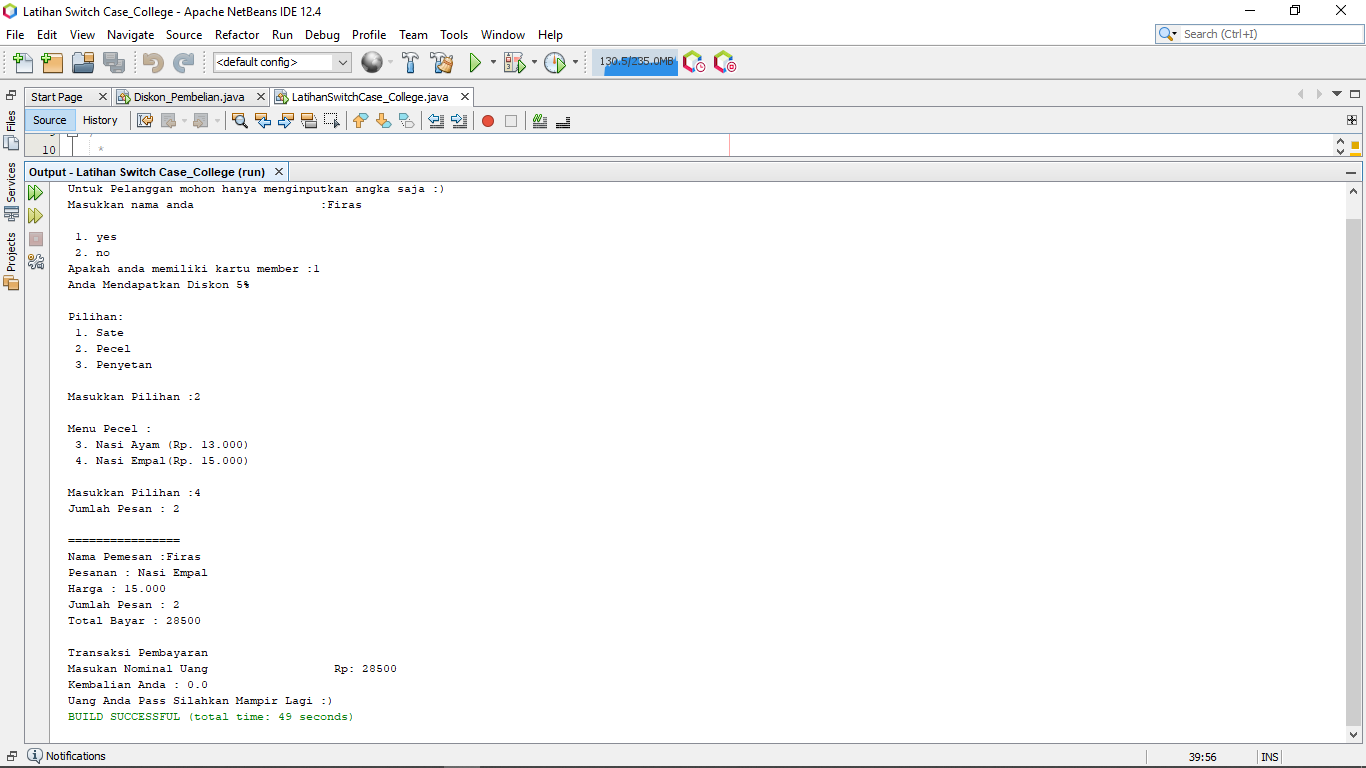 Latihan Switch Case_College - Apache NetBeans IDE 12.4
File Edit View Navigate Source Refactor Run Debug Profile Team Tools Window Help
Search (Ctrl+I)
<default config>
130.5/235.0MB
Start Page
Diskon_Pembelian.java
LatihanSwitchCase_College.java
Source History
Files
Services
Projects
10 *
Output - Latihan Switch Case_College (run)
Untuk Pelanggan mohon hanya menginputkan angka saja :)
Masukkan nama anda :Firas
1. yes
2. no
Apakah anda memiliki kartu member :1
Anda Mendapatkan Diskon 5%
Pilihan:
1. Sate
2. Pecel
3. Penyetan
Masukkan Pilihan :2
Menu Pecel :
3. Nasi Ayam (Rp. 13.000)
4. Nasi Empal(Rp. 15.000)
Masukkan Pilihan :4
Jumlah Pesan : 2
================
Nama Pemesan :Firas
Pesanan : Nasi Empal
Harga : 15.000
Jumlah Pesan : 2
Total Bayar : 28500
Transaksi Pembayaran
Masukan Nominal Uang Rp: 28500
Kembalian Anda : 0.0
Uang Anda Pass Silahkan Mampir Lagi :)
BUILD SUCCESSFUL (total time: 49 seconds)
Notifications
39:56
INS